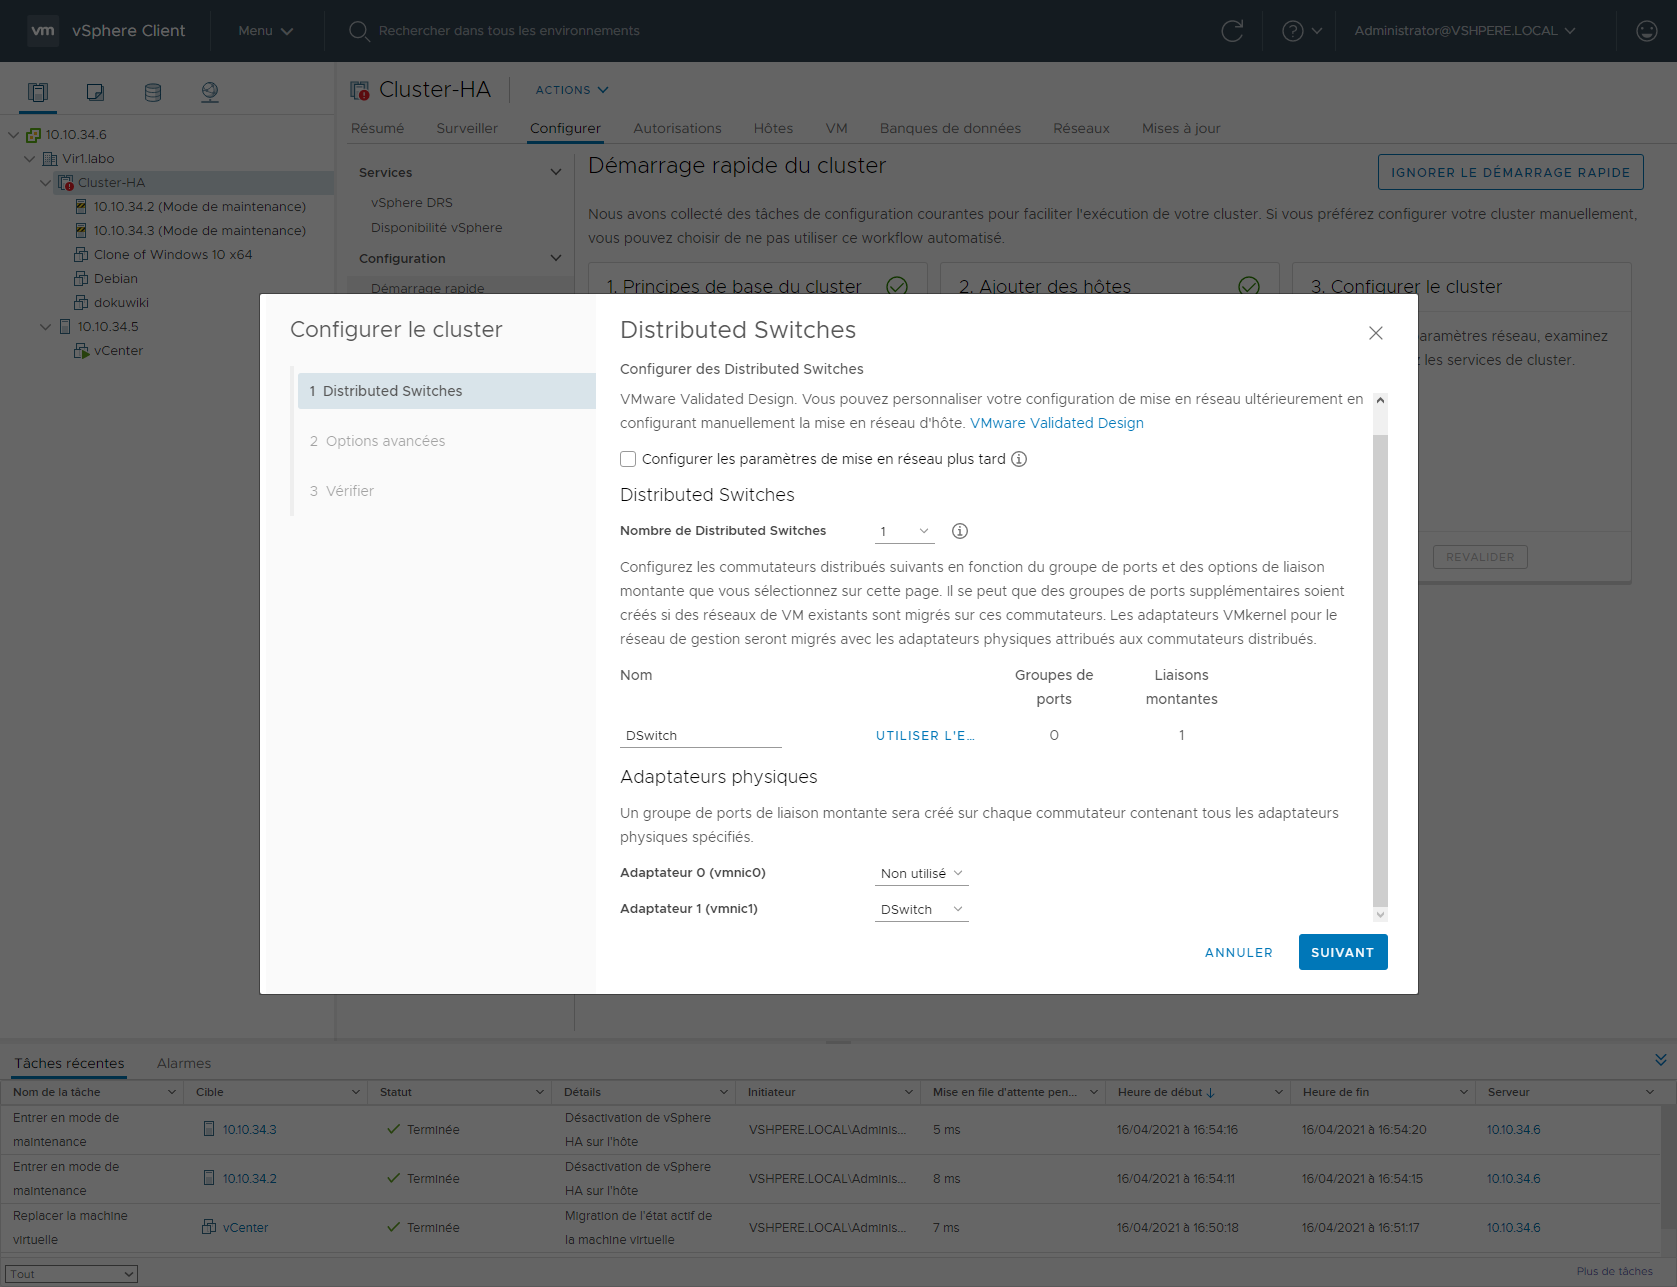 vm vSphere Client Menu Rechercher dans tous les environnements Administrator@VSHPERE.LOCAL
10.10.34.6
Vir1.labo
Cluster-HA
10.10.34.2 (Mode de maintenance)
10.10.34.3 (Mode de maintenance)
Clone of Windows 10 x64
Debian
dokuwiki
10.10.34.5
vCenter
Cluster-HA ACTIONS
Résumé Surveiller Configurer Autorisations Hôtes VM Banques de données Réseaux Mises à jour
Services
vSphere DRS
Disponibilité vSphere
Configuration
Démarrage rapide
Démarrage rapide du cluster
IGNORER LE DÉMARRAGE RAPIDE
Nous avons collecté des tâches de configuration courantes pour faciliter l'exécution de votre cluster. Si vous préférez configurer votre cluster manuellement,
vous pouvez choisir de ne pas utiliser ce workflow automatisé.
1. Principes de base du cluster
2. Ajouter des hôtes
3. Configurer le cluster
aramètres réseau, examinez
les services de cluster.
REVALIDER
Configurer le cluster
1 Distributed Switches
2 Options avancées
3 Vérifier
Distributed Switches
Configurer des Distributed Switches
VMware Validated Design. Vous pouvez personnaliser votre configuration de mise en réseau ultérieurement en
configurant manuellement la mise en réseau d'hôte. VMware Validated Design
Configurer les paramètres de mise en réseau plus tard
Distributed Switches
Nombre de Distributed Switches 1
Configurez les commutateurs distribués suivants en fonction du groupe de ports et des options de liaison
montante que vous sélectionnez sur cette page. Il se peut que des groupes de ports supplémentaires soient
créés si des réseaux de VM existants sont migrés sur ces commutateurs. Les adaptateurs VMkernel pour le
réseau de gestion seront migrés avec les adaptateurs physiques attribués aux commutateurs distribués.
Nom Groupes de Liaisons
ports montantes
DSwitch UTILISER L'E... 0 1
Adaptateurs physiques
Un groupe de ports de liaison montante sera créé sur chaque commutateur contenant tous les adaptateurs
physiques spécifiés.
Adaptateur 0 (vmnic0) Non utilisé
Adaptateur 1 (vmnic1) DSwitch
ANNULER SUIVANT
Tâches récentes Alarmes
Nom de la tâche Cible Statut Détails Initiateur Mise en file d'attente pen... Heure de début Heure de fin Serveur
Entrer en mode de Désactivation de vSphere
10.10.34.3 Terminée VSHPERE.LOCAL\Adminis... 5 ms 16/04/2021 à 16:54:16 16/04/2021 à 16:54:20 10.10.34.6
maintenance HA sur l'hôte
Entrer en mode de Désactivation de vSphere
10.10.34.2 Terminée VSHPERE.LOCAL\Adminis... 8 ms 16/04/2021 à 16:54:11 16/04/2021 à 16:54:15 10.10.34.6
maintenance HA sur l'hôte
Replacer la machine Migration de l'état actif de
vCenter Terminée VSHPERE.LOCAL\Adminis... 7 ms 16/04/2021 à 16:50:18 16/04/2021 à 16:51:17 10.10.34.6
virtuelle la machine virtuelle
Tout Plus de tâches